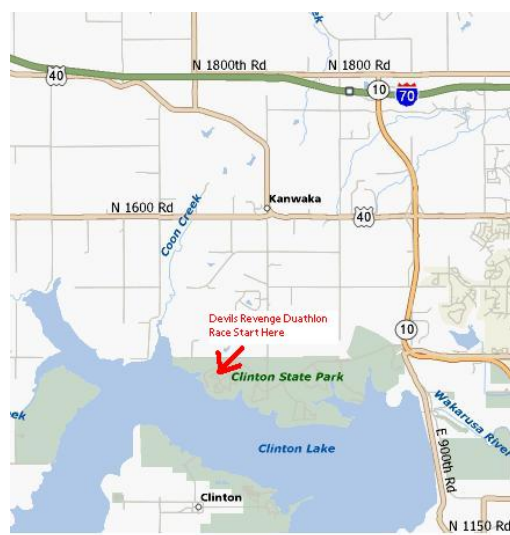 Creek
N 1800th Rd
N 1800 Rd
40
10
70
Kanwaka
N 1600 Rd
40
Coon Creek
Devils Revenge Duathlon
Race Start Here
10
Clinton State Park
Wakarusa River
Clinton Lake
E 900th Rd
Clinton
N 1150 Rd